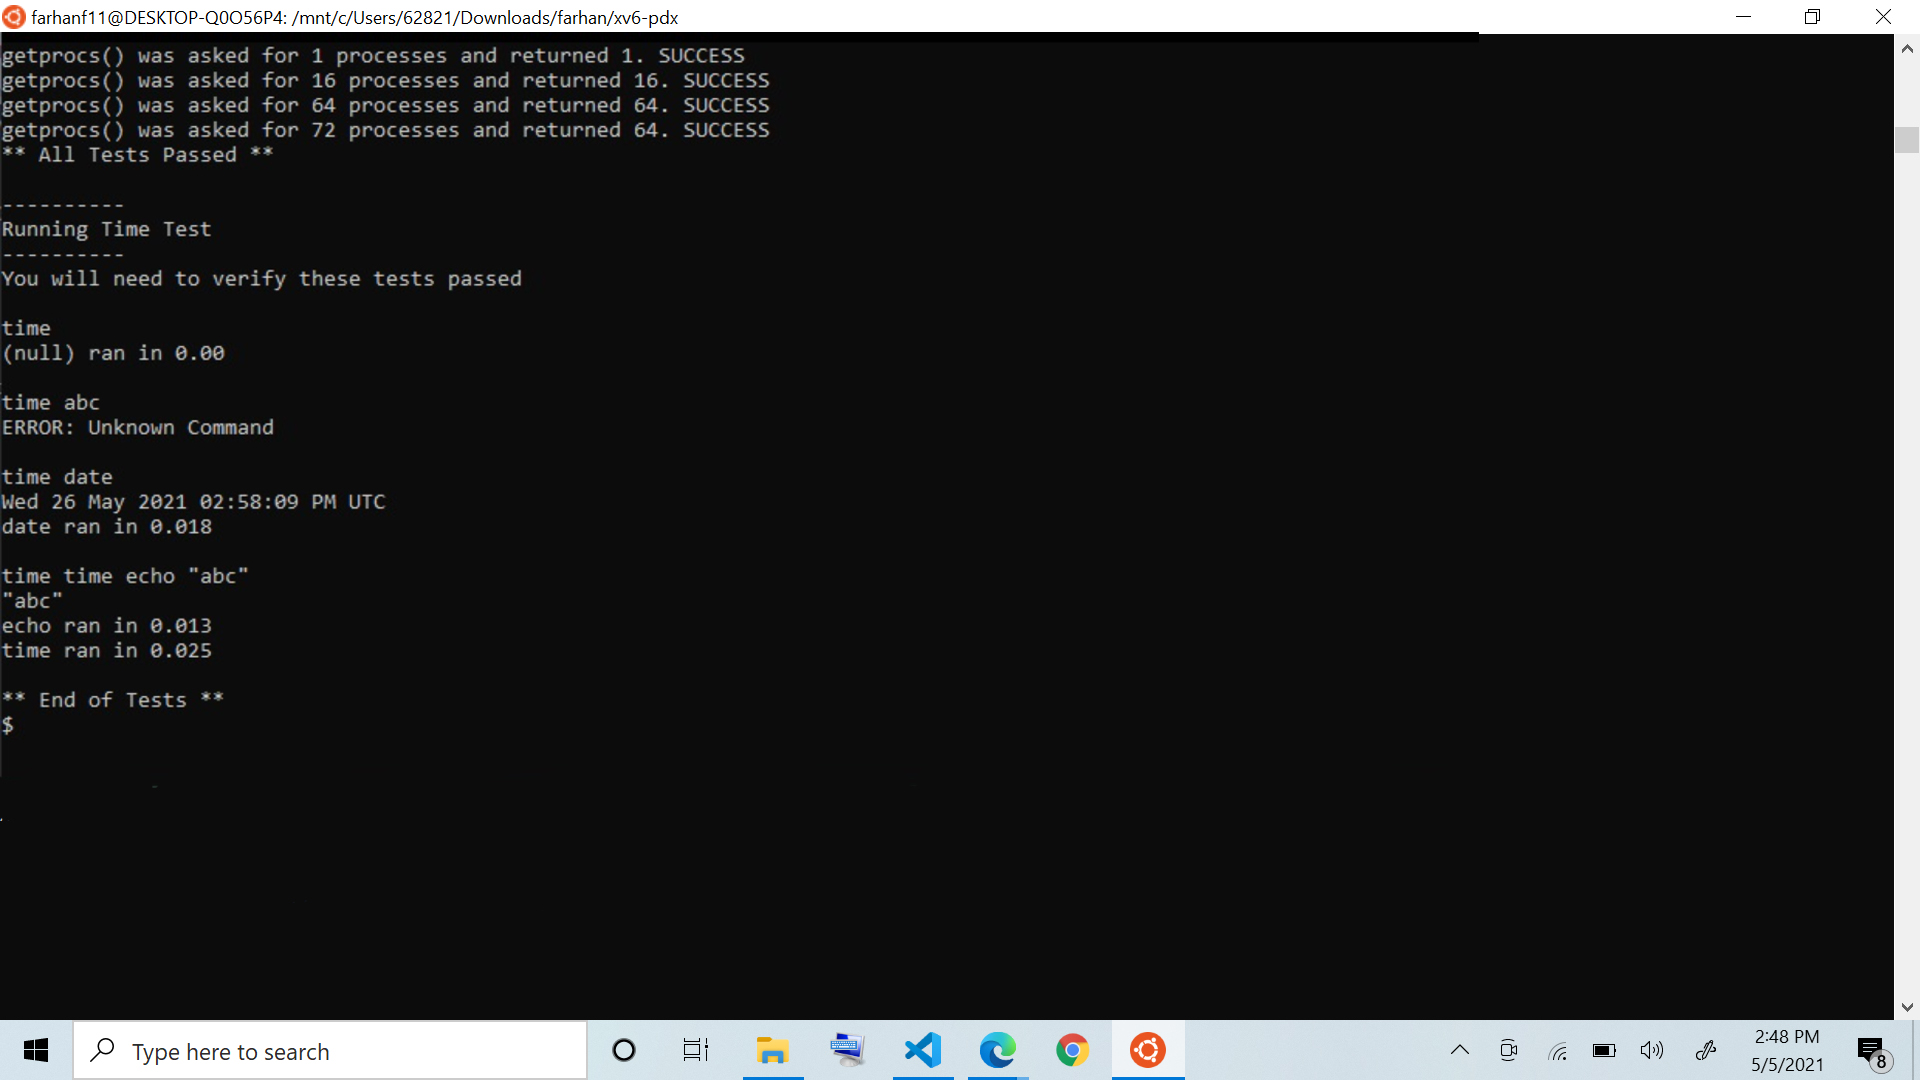 farhanf11@DESKTOP-Q0O56P4: /mnt/c/Users/62821/Downloads/farhan/xv6-pdx
getprocs() was asked for 1 processes and returned 1. SUCCESS
getprocs() was asked for 16 processes and returned 16. SUCCESS
getprocs() was asked for 64 processes and returned 64. SUCCESS
getprocs() was asked for 72 processes and returned 64. SUCCESS
** All Tests Passed **
----------
Running Time Test
----------
You will need to verify these tests passed
time
(null) ran in 0.00
time abc
ERROR: Unknown Command
time date
Wed 26 May 2021 02:58:09 PM UTC
date ran in 0.018
time time echo "abc"
"abc"
echo ran in 0.013
time ran in 0.025
** End of Tests **
$
Type here to search
2:48 PM
5/5/2021
8